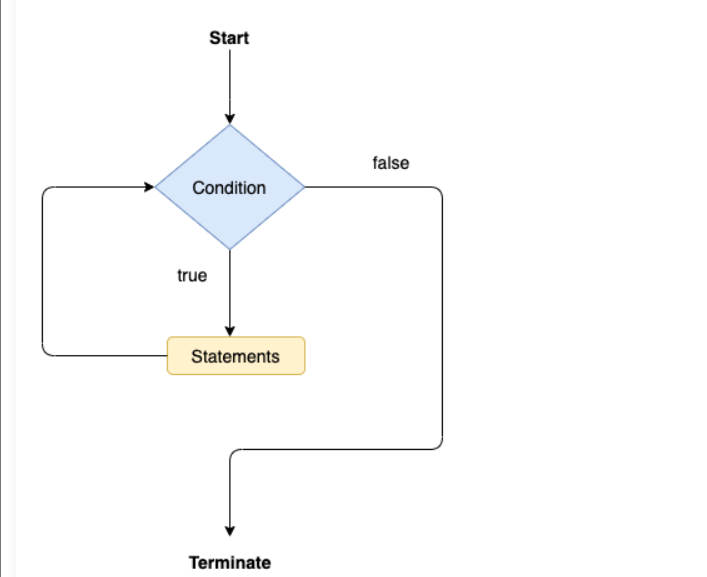 Start
false
Condition
true
Statements
Terminate